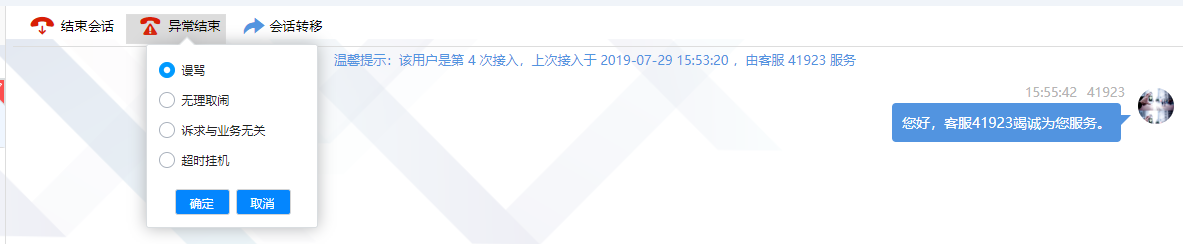 结束会话 异常结束 会话转移
温馨提示：该用户是第 4 次接入，上次接入于 2019-07-29 15:53:20 ，由客服 41923 服务
谩骂
15:55:42 41923
无理取闹
您好，客服41923竭诚为您服务。
诉求与业务无关
超时挂机
确定 取消